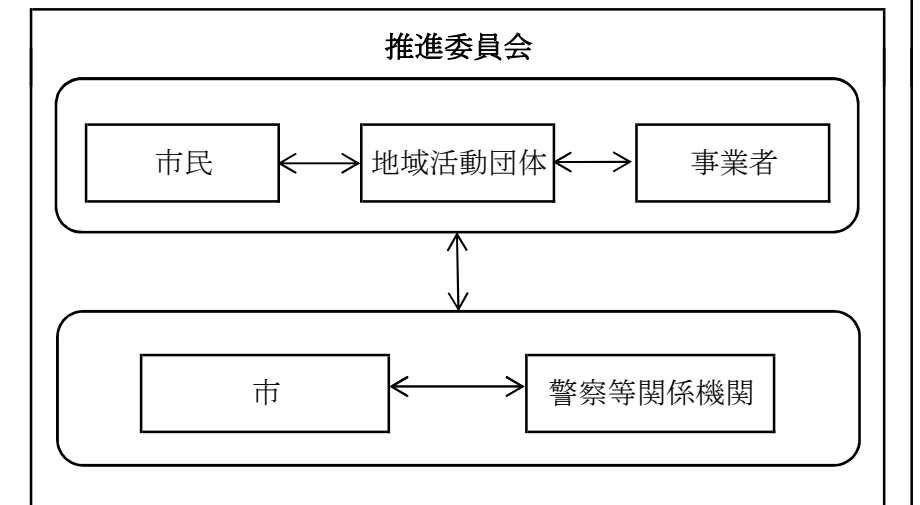 推進委員会
市民
地域活動団体
事業者
市
警察等関係機関